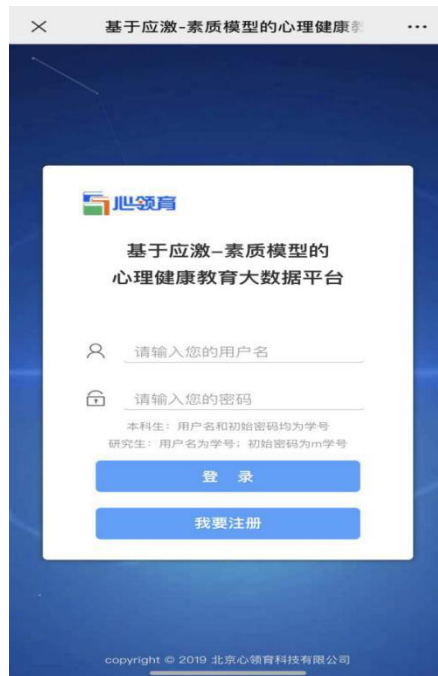 基于应激-素质模型的心理健康教
心领育
基于应激–素质模型的
心理健康教育大数据平台
请输入您的用户名
请输入您的密码
本科生：用户名和初始密码均为学号
研究生：用户名为学号；初始密码为m学号
登 录
我要注册
copyright © 2019 北京心领育科技有限公司